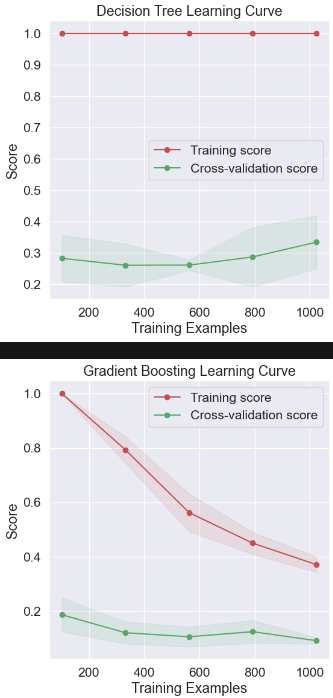 Decision Tree Learning Curve
1.0
0.9
0.8
0.7
0.6
0.5
0.4
0.3
0.2
Score
Training score
Cross-validation score
200 400 600 800 1000
Training Examples
Gradient Boosting Learning Curve
1.0
0.8
0.6
0.4
0.2
Score
Training score
Cross-validation score
200 400 600 800 1000
Training Examples